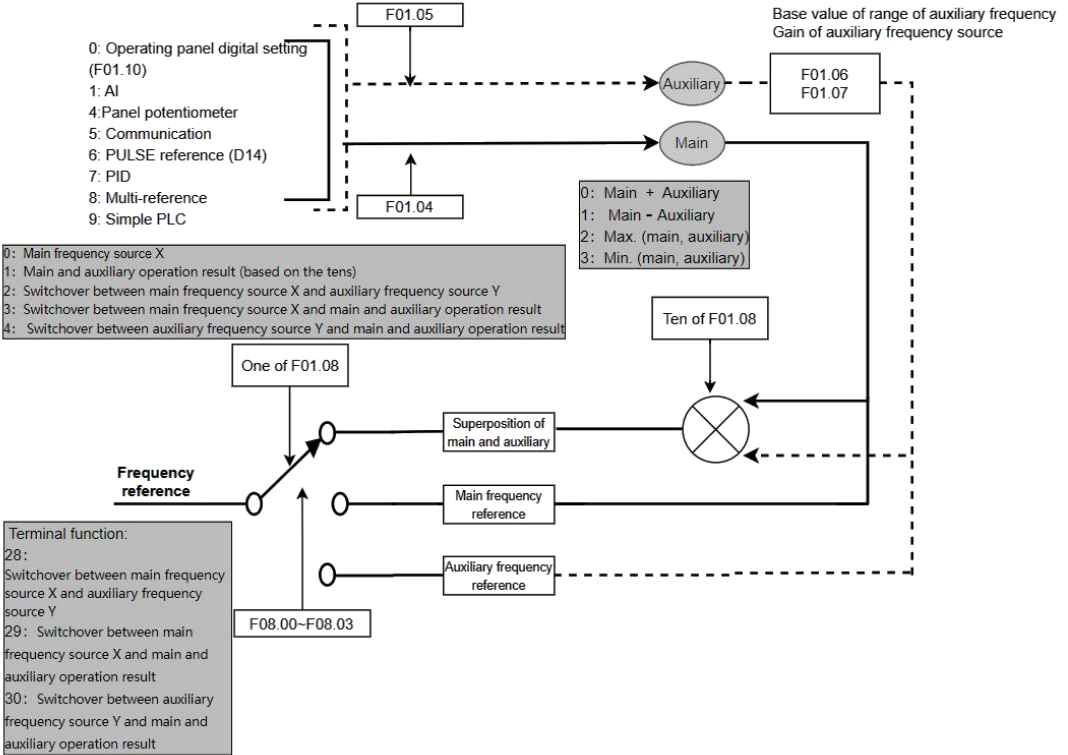 F01.05
Base value of range of auxiliary frequency
Gain of auxiliary frequency source
0: Operating panel digital setting
(F01.10)
1: AI
4:Panel potentiometer
5: Communication
6: PULSE reference (D14)
7: PID
8: Multi-reference
9: Simple PLC
Auxiliary
F01.06
F01.07
Main
F01.04
0: Main + Auxiliary
1: Main - Auxiliary
2: Max. (main, auxiliary)
3: Min. (main, auxiliary)
0: Main frequency source X
1: Main and auxiliary operation result (based on the tens)
2: Switchover between main frequency source X and auxiliary frequency source Y
3: Switchover between main frequency source X and main and auxiliary operation result
4: Switchover between auxiliary frequency source Y and main and auxiliary operation result
Ten of F01.08
One of F01.08
Superposition of
main and auxiliary
Frequency
reference
Main frequency
reference
Auxiliary frequency
reference
Terminal function:
28:
Switchover between main frequency
source X and auxiliary frequency
source Y
29: Switchover between main
frequency source X and main and
auxiliary operation result
30: Switchover between auxiliary
frequency source Y and main and
auxiliary operation result
F08.00~F08.03